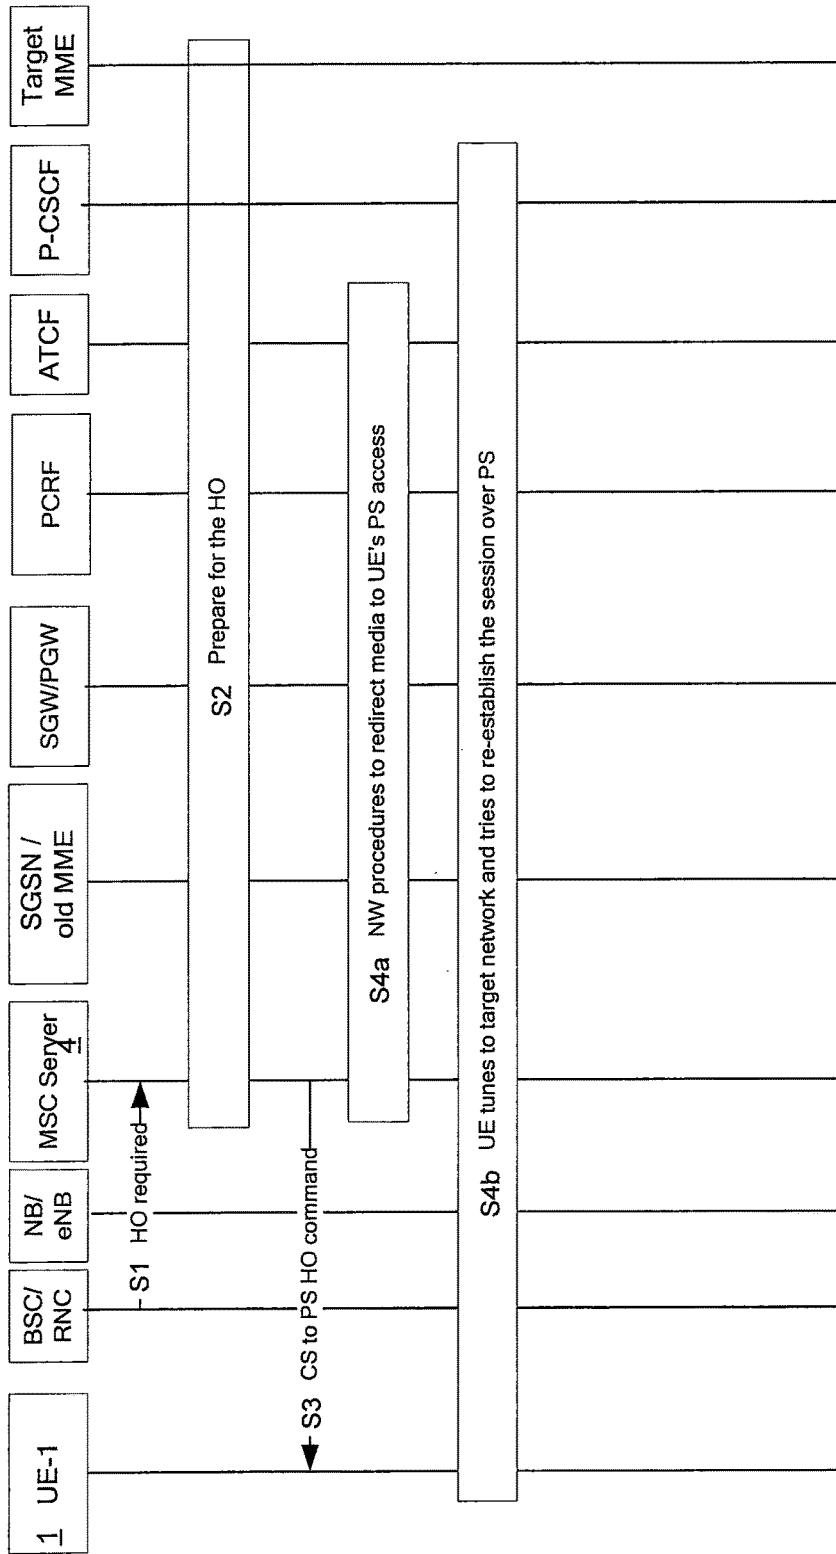 1 UE-1
BSC/
RNC
NB/
eNB
MSC Server
4
SGSN /
old MME
SGW/PGW
PCRF
ATCF
P-CSCF
Target
MME
S1 HO required
S2 Prepare for the HO
S3 CS to PS HO command
S4a NW procedures to redirect media to UE's PS access
S4b UE tunes to target network and tries to re-establish the session over PS